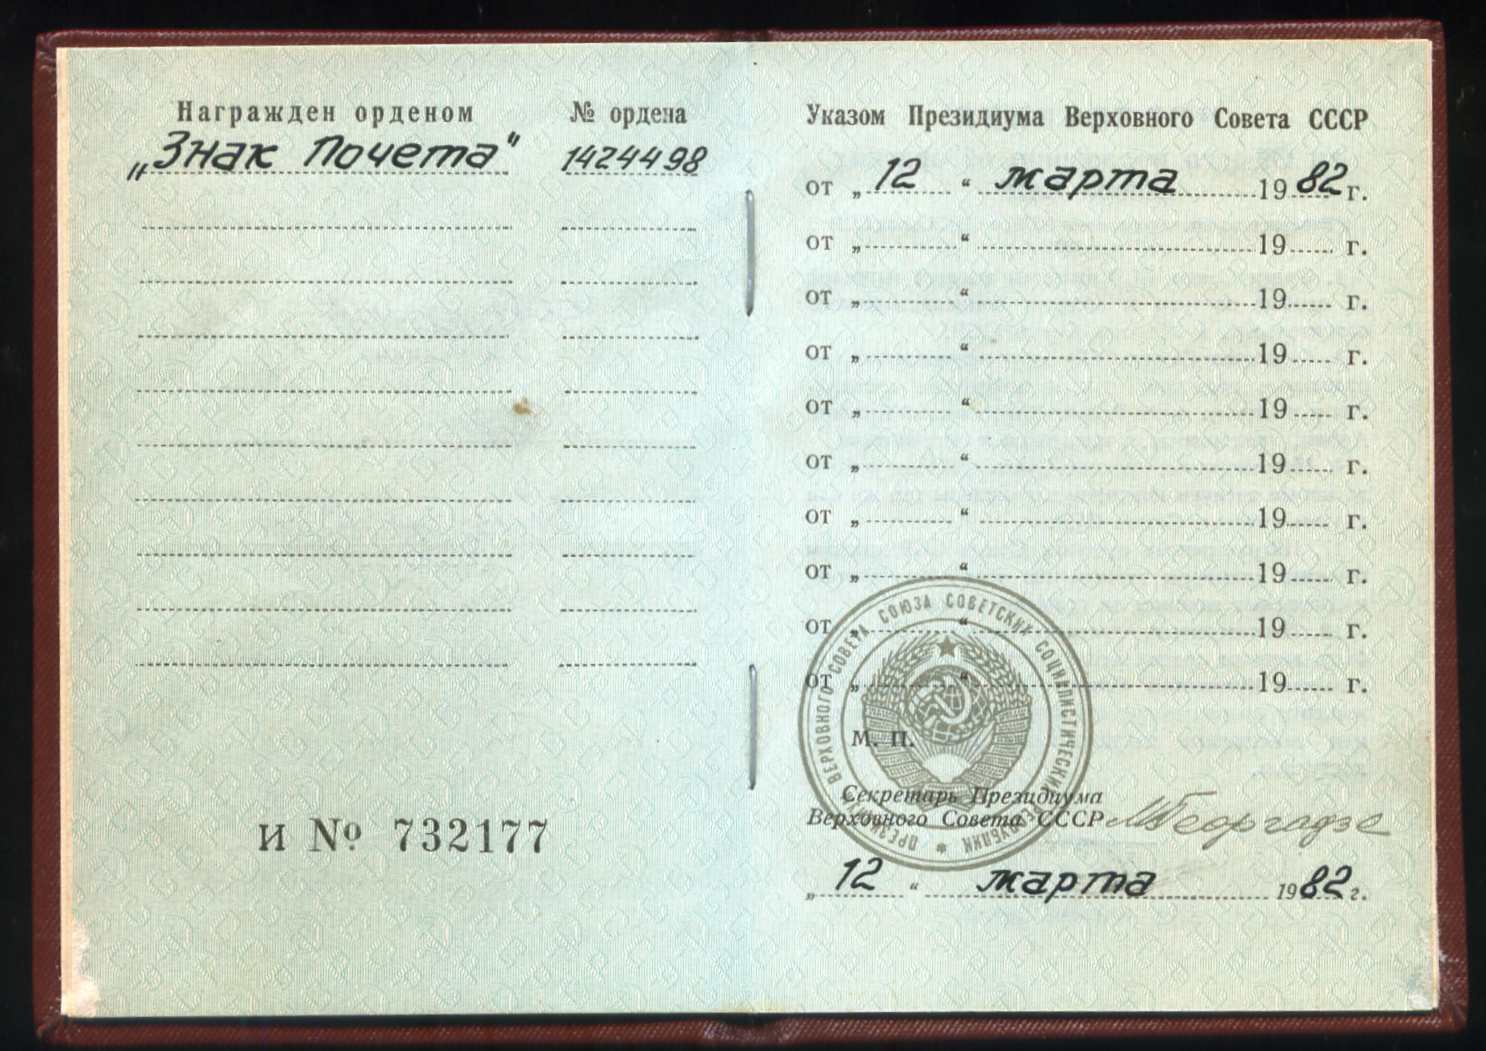 Награжден орденом № ордена
„Знак Почета" 1424498
И № 732177
Указом Президиума Верховного Совета СССР
от „12“ марта 1982 г.
от „ “ 19 г.
от „ “ 19 г.
от „ “ 19 г.
от „ “ 19 г.
от „ “ 19 г.
от „ “ 19 г.
от „ “ 19 г.
от „ “ 19 г.
от „ “ 19 г.
ПРЕЗИДИУМ ВЕРХОВНОГО СОВЕТА СОЮЗА СОВЕТСКИХ СОЦИАЛИСТИЧЕСКИХ РЕСПУБЛИК
М. П.
Секретарь Президиума
Верховного Совета СССР МГеоргадзе
„12“ марта 1982 г.